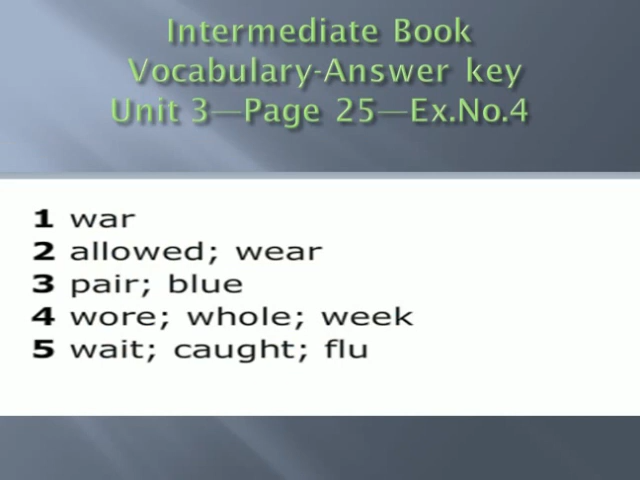 Intermediate Book
Vocabulary-Answer key
Unit 3—Page 25—Ex.No.4
1 war
2 allowed; wear
3 pair; blue
4 wore; whole; week
5 wait; caught; flu